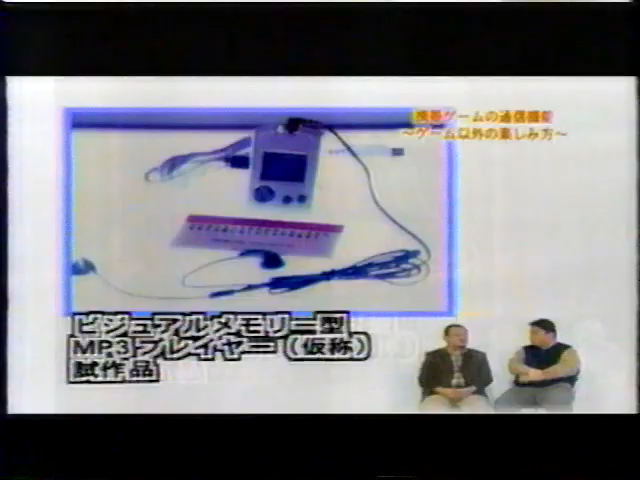 携帯ゲームの通信機能
～ゲーム以外の楽しみ方～
ビジュアルメモリー型
MP3プレイヤー（仮称）
試作品